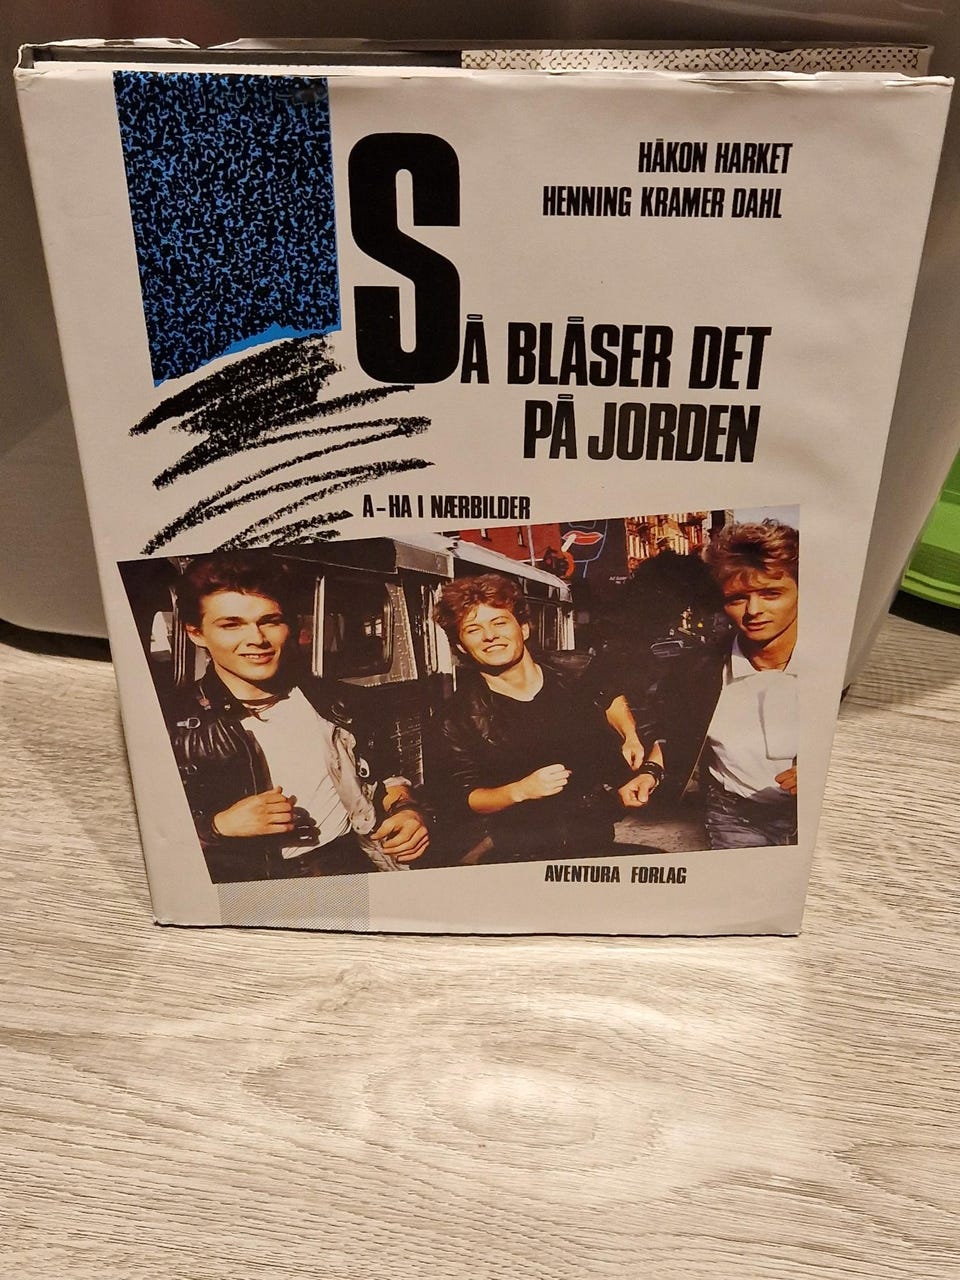 HÅKON HARKET
HENNING KRAMER DAHL
SÅ BLÅSER DET
PÅ JORDEN
A-HA I NÆRBILDER
AVENTURA FORLAG